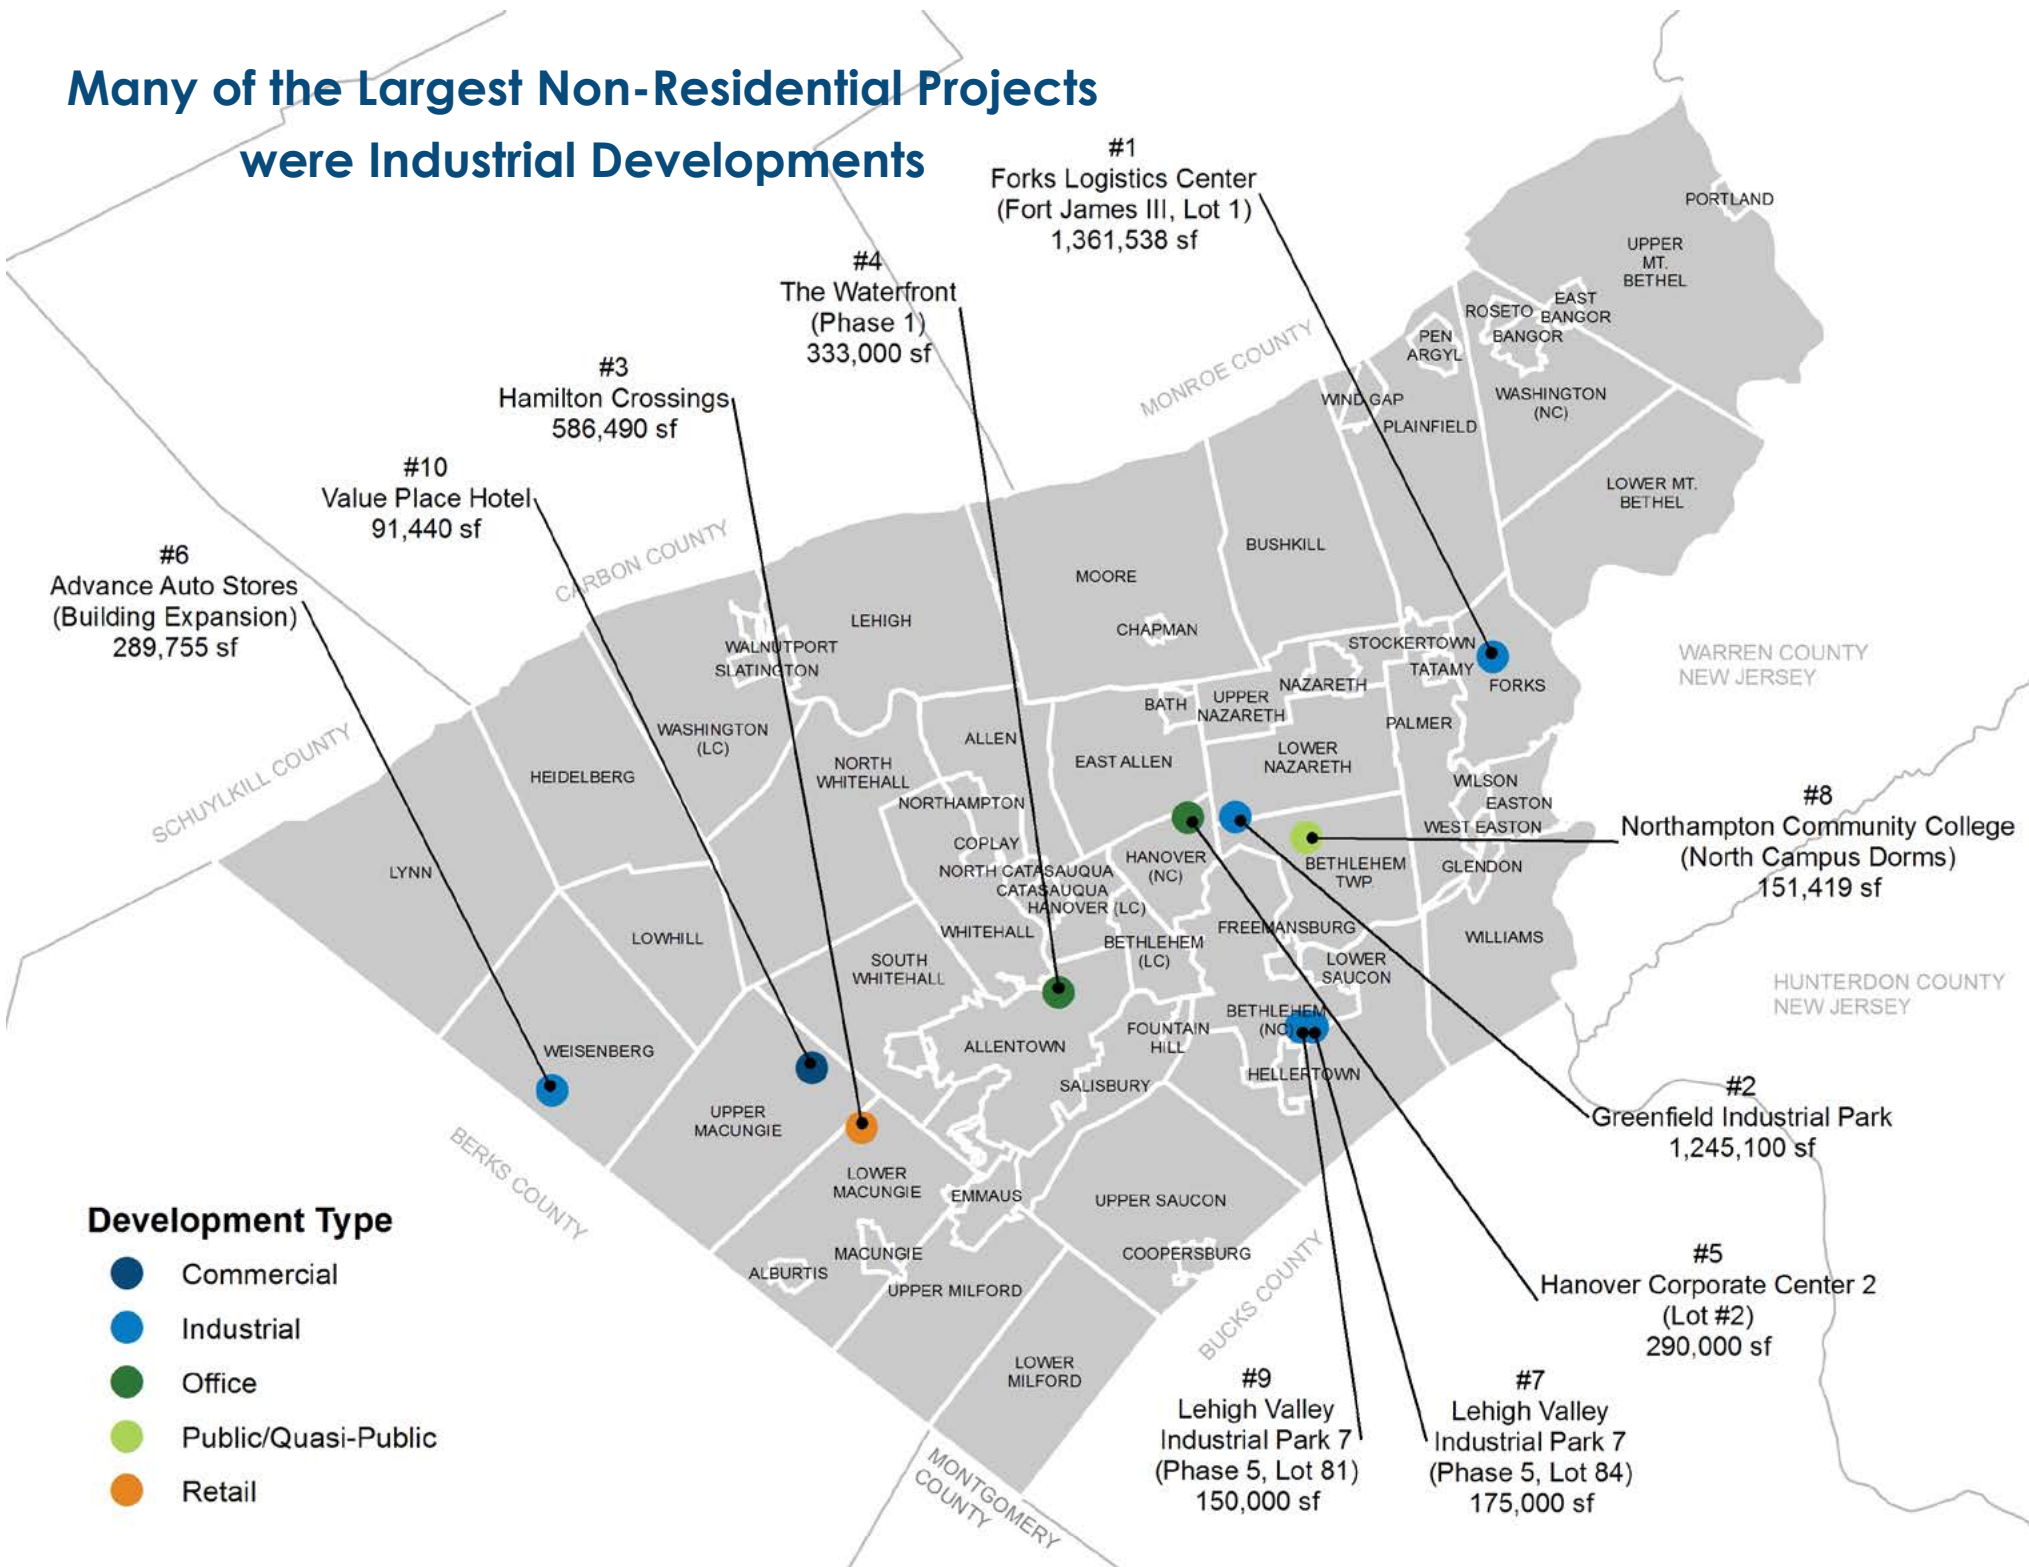 Many of the Largest Non-Residential Projects
were Industrial Developments
#1
Forks Logistics Center
(Fort James III, Lot 1)
1,361,538 sf
#4
The Waterfront
(Phase 1)
333,000 sf
#3
Hamilton Crossings
586,490 sf
#10
Value Place Hotel
91,440 sf
#6
Advance Auto Stores
(Building Expansion)
289,755 sf
#8
Northampton Community College
(North Campus Dorms)
151,419 sf
#2
Greenfield Industrial Park
1,245,100 sf
#5
Hanover Corporate Center 2
(Lot #2)
290,000 sf
#9
Lehigh Valley
Industrial Park 7
(Phase 5, Lot 81)
150,000 sf
#7
Lehigh Valley
Industrial Park 7
(Phase 5, Lot 84)
175,000 sf
PORTLAND
UPPER
MT.
BETHEL
ROSETO
EAST
BANGOR
BANGOR
PEN
ARGYL
WIND GAP
PLAINFIELD
WASHINGTON
(NC)
LOWER MT.
BETHEL
MONROE COUNTY
BUSHKILL
MOORE
CHAPMAN
CARBON COUNTY
LEHIGH
WALNUTPORT
SLATINGTON
STOCKERTOWN
TATAMY
FORKS
NAZARETH
BATH
UPPER
NAZARETH
PALMER
WARREN COUNTY
NEW JERSEY
WASHINGTON
(LC)
HEIDELBERG
NORTH
WHITEHALL
ALLEN
EAST ALLEN
LOWER
NAZARETH
WILSON
EASTON
WEST EASTON
SCHUYLKILL COUNTY
NORTHAMPTON
COPLAY
NORTH CATASAUQUA
CATASAUQUA
HANOVER (LC)
HANOVER
(NC)
BETHLEHEM
TWP.
GLENDON
LYNN
LOWHILL
WHITEHALL
SOUTH
WHITEHALL
BETHLEHEM
(LC)
FREEMANSBURG
LOWER
SAUCON
WILLIAMS
HUNTERDON COUNTY
NEW JERSEY
WEISENBERG
ALLENTOWN
FOUNTAIN
HILL
BETHLEHEM
(NC)
HELLERTOWN
SALISBURY
UPPER
MACUNGIE
LOWER
MACUNGIE
EMMAUS
UPPER SAUCON
BERKS COUNTY
MACUNGIE
ALBURTIS
UPPER MILFORD
COOPERSBURG
BUCKS COUNTY
LOWER
MILFORD
MONTGOMERY
COUNTY
Development Type
Commercial
Industrial
Office
Public/Quasi-Public
Retail